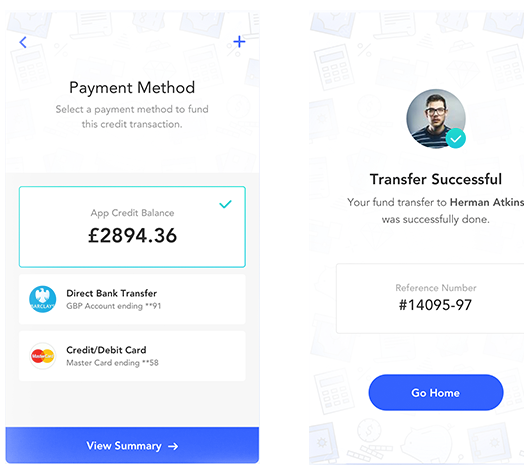 Payment Method
Select a payment method to fund
this credit transaction.
App Credit Balance
£2894.36
BARCLAYS
Direct Bank Transfer
GBP Account ending **91
MasterCard
Credit/Debit Card
Master Card ending **58
View Summary →
Transfer Successful
Your fund transfer to Herman Atkins
was successfully done.
Reference Number
#14095-97
Go Home